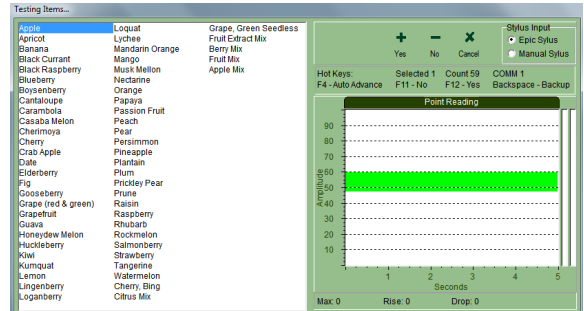 Testing Items...
Apple
Apricot
Banana
Black Currant
Black Raspberry
Blueberry
Boysenberry
Cantaloupe
Carambola
Casaba Melon
Cherimoya
Cherry
Crab Apple
Date
Elderberry
Fig
Gooseberry
Grape (red & green)
Grapefruit
Guava
Honeydew Melon
Huckleberry
Kiwi
Kumquat
Lemon
Lingenberry
Loganberry
Loquat
Lychee
Mandarin Orange
Mango
Musk Mellon
Nectarine
Orange
Papaya
Passion Fruit
Peach
Pear
Persimmon
Pineapple
Plantain
Plum
Prickley Pear
Prune
Raisin
Raspberry
Rhubarb
Rockmelon
Salmonberry
Strawberry
Tangerine
Watermelon
Cherry, Bing
Citrus Mix
Grape, Green Seedless
Fruit Extract Mix
Berry Mix
Fruit Mix
Apple Mix
Yes No Cancel
Stylus Input
Epic Sylus
Manual Sylus
Hot Keys: Selected 1 Count 59 COMM 1
F4 - Auto Advance F11 - No F12 - Yes Backspace - Backup
Point Reading
Amplitude
90
80
70
60
50
40
30
20
10
1 2 3 4 5
Seconds
Max: 0 Rise: 0 Drop: 0